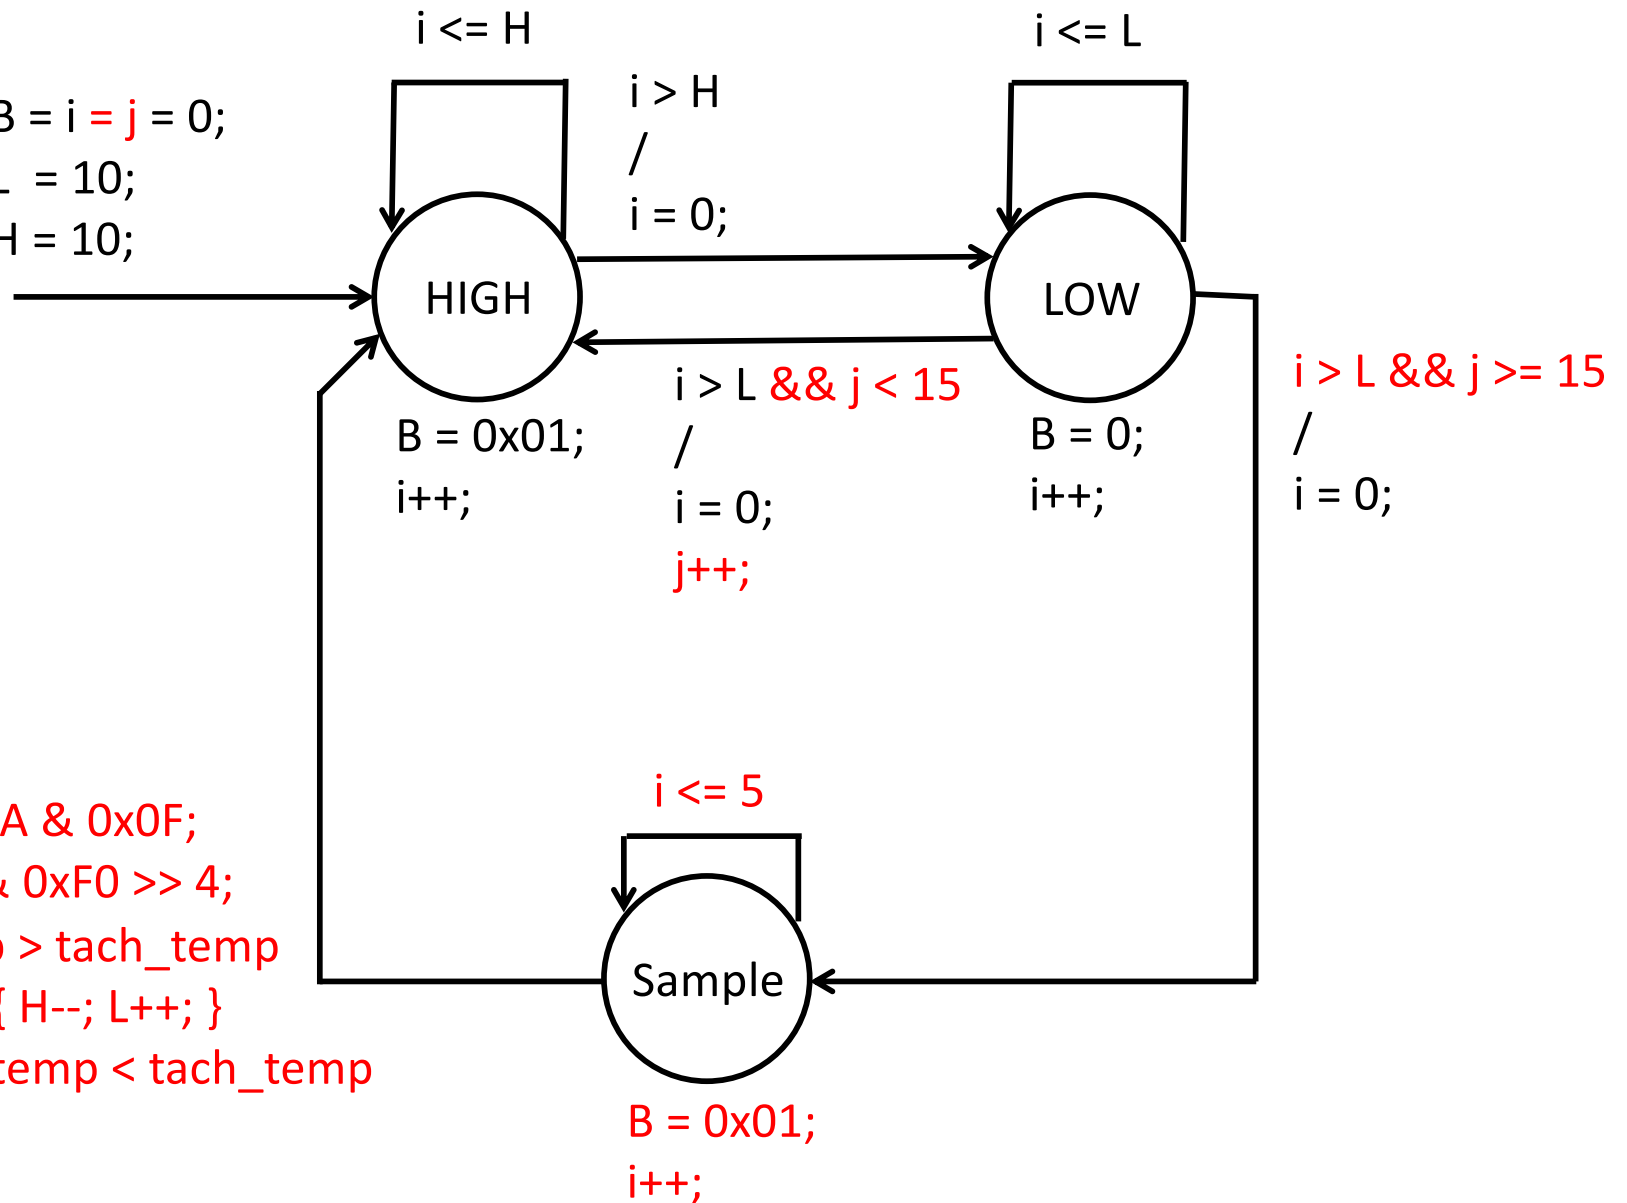 i <= H
i <= L
B = i = j = 0;
L = 10;
H = 10;
i > H
/
i = 0;
HIGH
LOW
B = 0x01;
i++;
i > L && j < 15
/
i = 0;
j++;
B = 0;
i++;
i > L && j >= 15
/
i = 0;
A & 0x0F;
& 0xF0 >> 4;
> tach_temp
{ H--; L++; }
temp < tach_temp
i <= 5
Sample
B = 0x01;
i++;